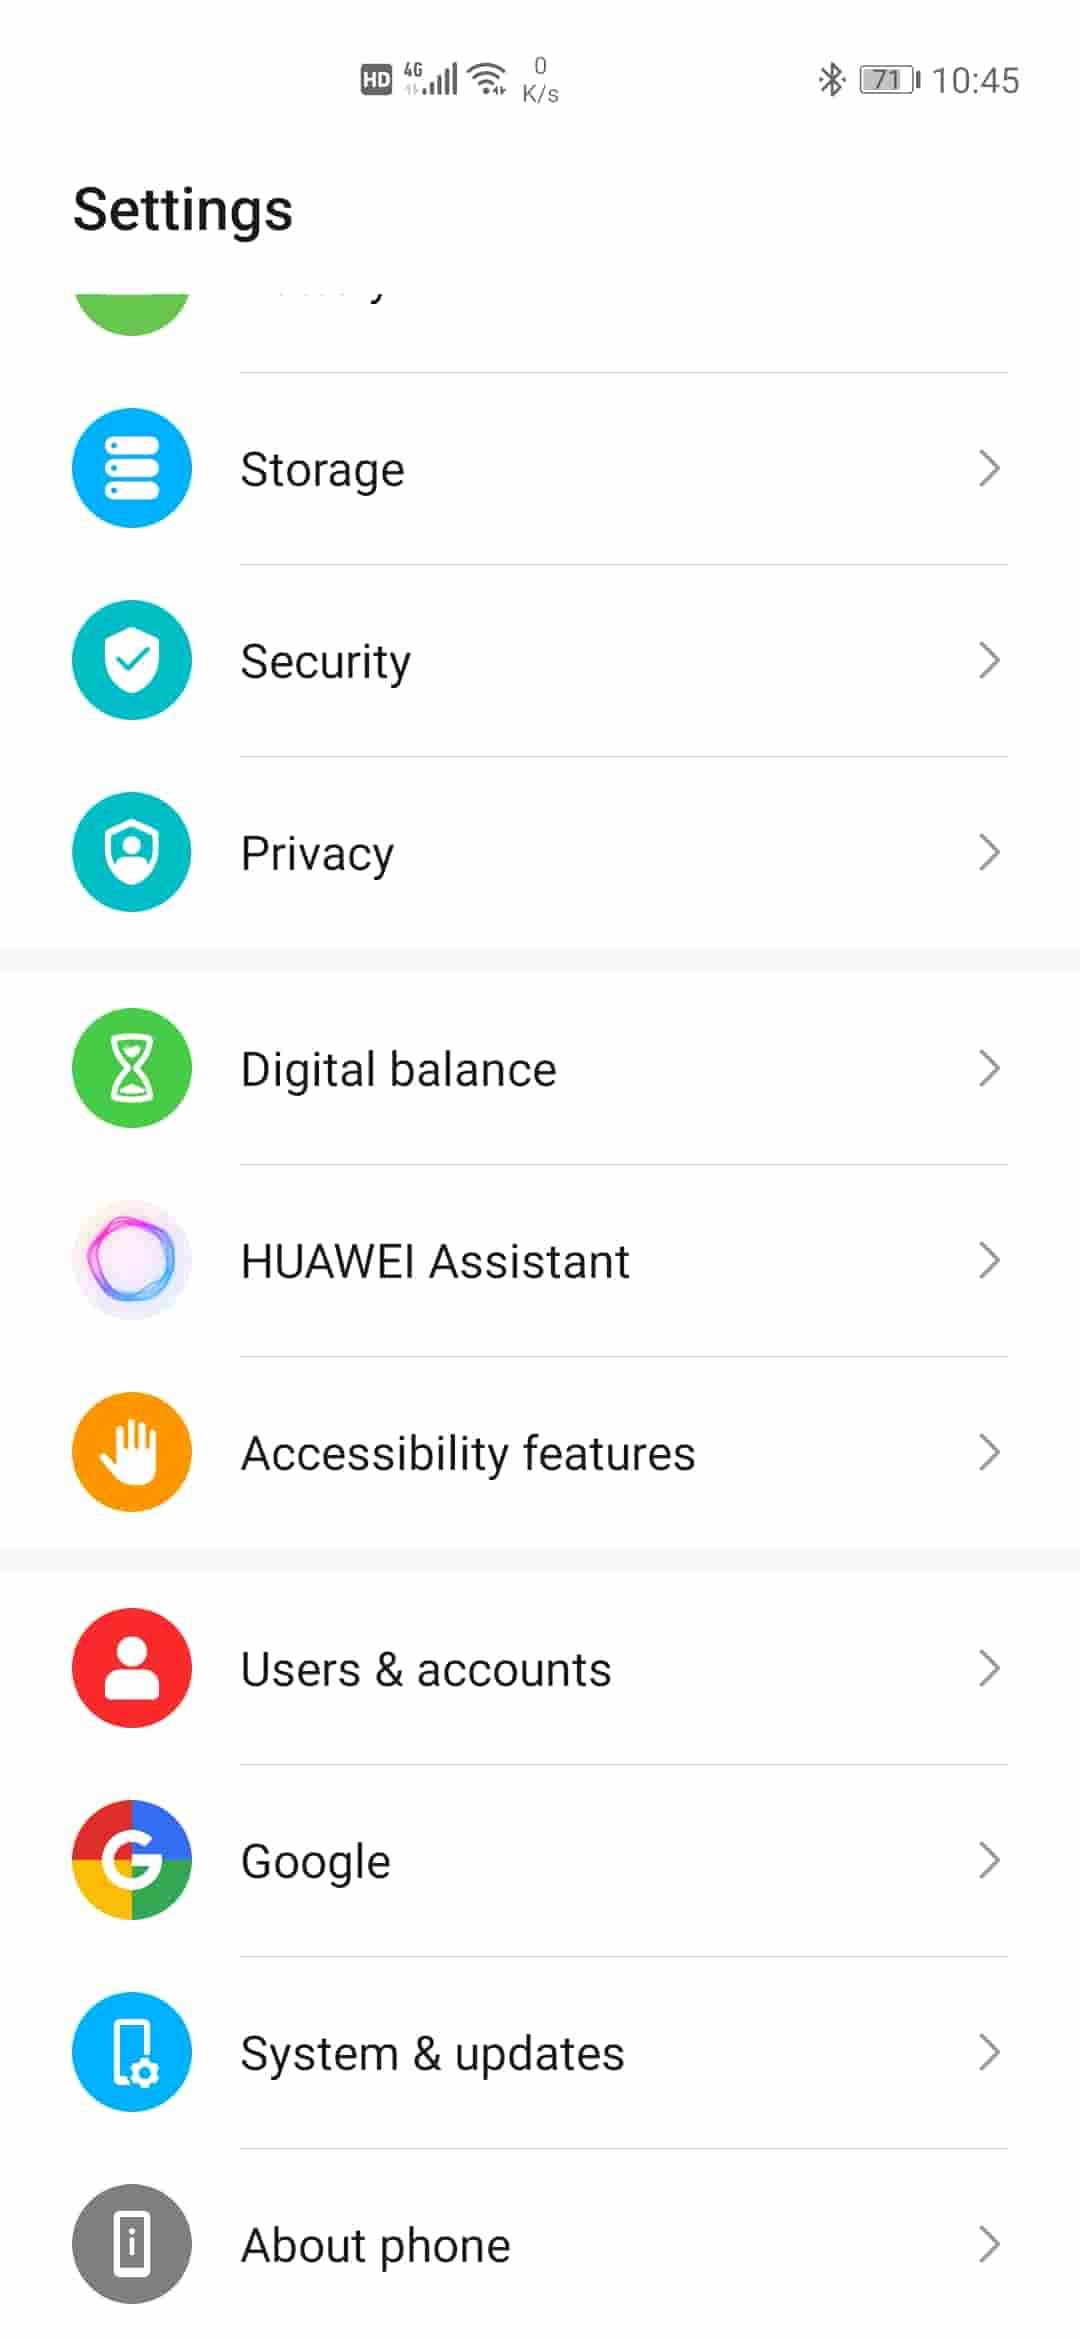 HD 4G 0 K/s 71 10:45
Settings
Storage
Security
Privacy
Digital balance
HUAWEI Assistant
Accessibility features
Users & accounts
Google
System & updates
About phone